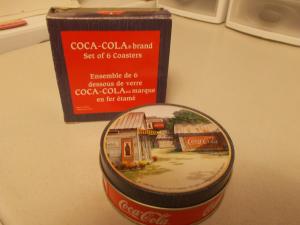 COCA-COLA® brand
Set of 6 Coasters
Ensemble de 6
dessous de verre
COCA-COLA
marque
en fer étamé
Coca-Cola
Coca-Cola